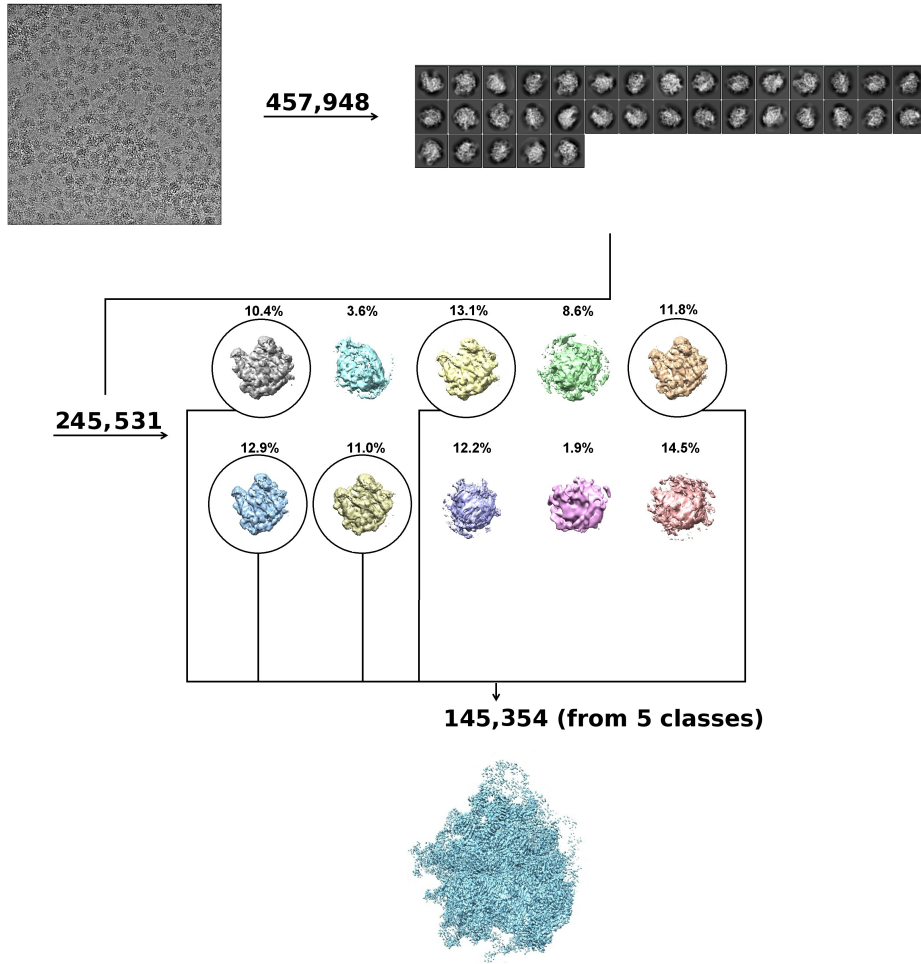 457,948
10.4% 3.6% 13.1% 8.6% 11.8%
245,531
12.9% 11.0% 12.2% 1.9% 14.5%
145,354 (from 5 classes)